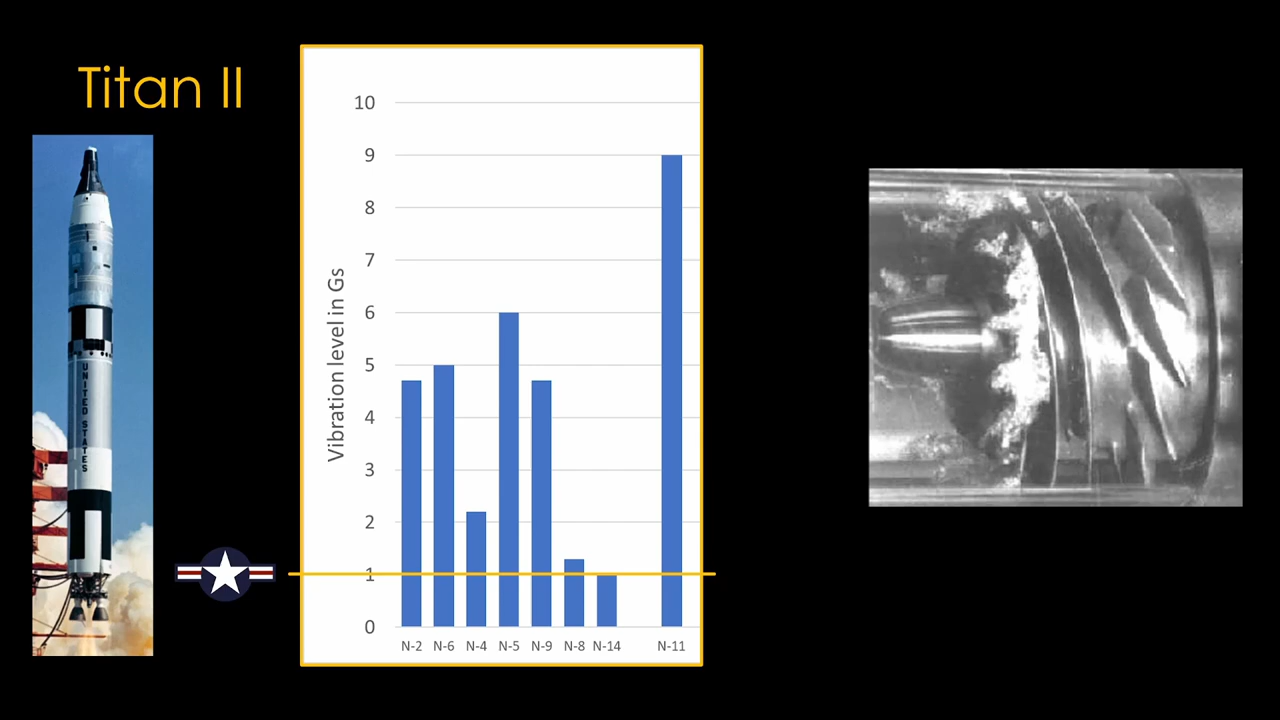 Titan II
UNITED STATES
Vibration level in Gs
10
9
8
7
6
5
4
3
2
1
0
N-2 N-6 N-4 N-5 N-9 N-8 N-14 N-11